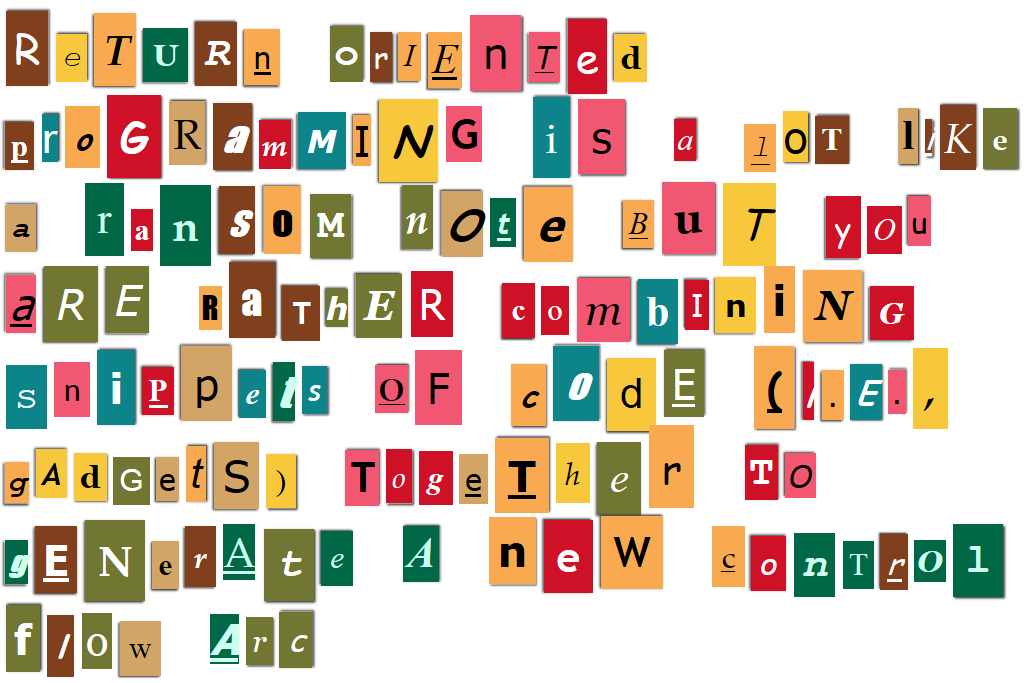 ReTURn orIEnTed
proGRamMING is a loT liKe
a ranSOM nOte BuT yOu
aRE RaThER combIniNG
sniPpets OF cOdE (I.E.,
gAdGetS) TogeTher TO
gENerAte A neW conTrOl
flow Arc